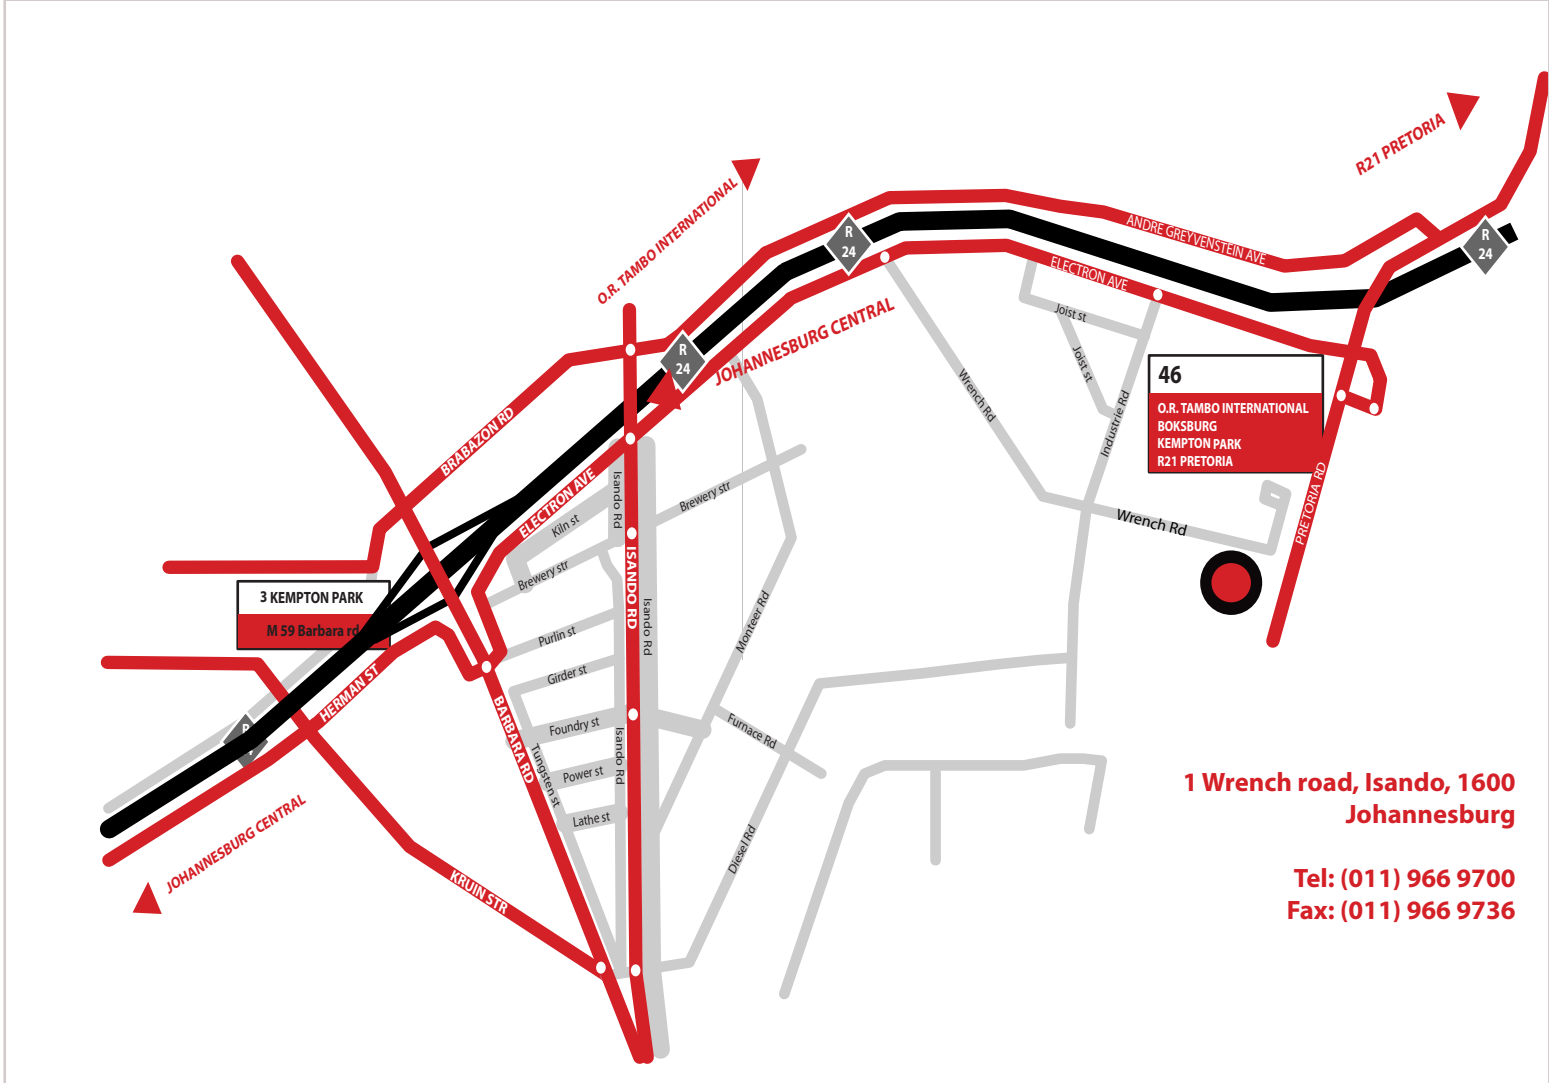 R21 PRETORIA
O.R. TAMBO INTERNATIONAL
ANDRE GREYVENSTEIN AVE
R
24
R
24
ELECTRON AVE
Joist st
JOHANNESBURG CENTRAL
R
24
Joist st
Wrench Rd
Industrie Rd
46
O.R. TAMBO INTERNATIONAL
BOKSBURG
KEMPTON PARK
R21 PRETORIA
BRABAZON RD
ELECTRON AVE
Isando Rd
Brewery str
Kiln st
Wrench Rd
PRETORIA RD
Brewery str
ISANDO RD
3 KEMPTON PARK
M 59 Barbara rd
Purlin st
Isando Rd
Monteer Rd
Girder st
HERMAN ST
R
BARBARA RD
Foundry st
Furnace Rd
Tungsten st
Power st
Isando Rd
Lathe st
Diesel Rd
JOHANNESBURG CENTRAL
KRUIN STR
1 Wrench road, Isando, 1600
Johannesburg
Tel: (011) 966 9700
Fax: (011) 966 9736